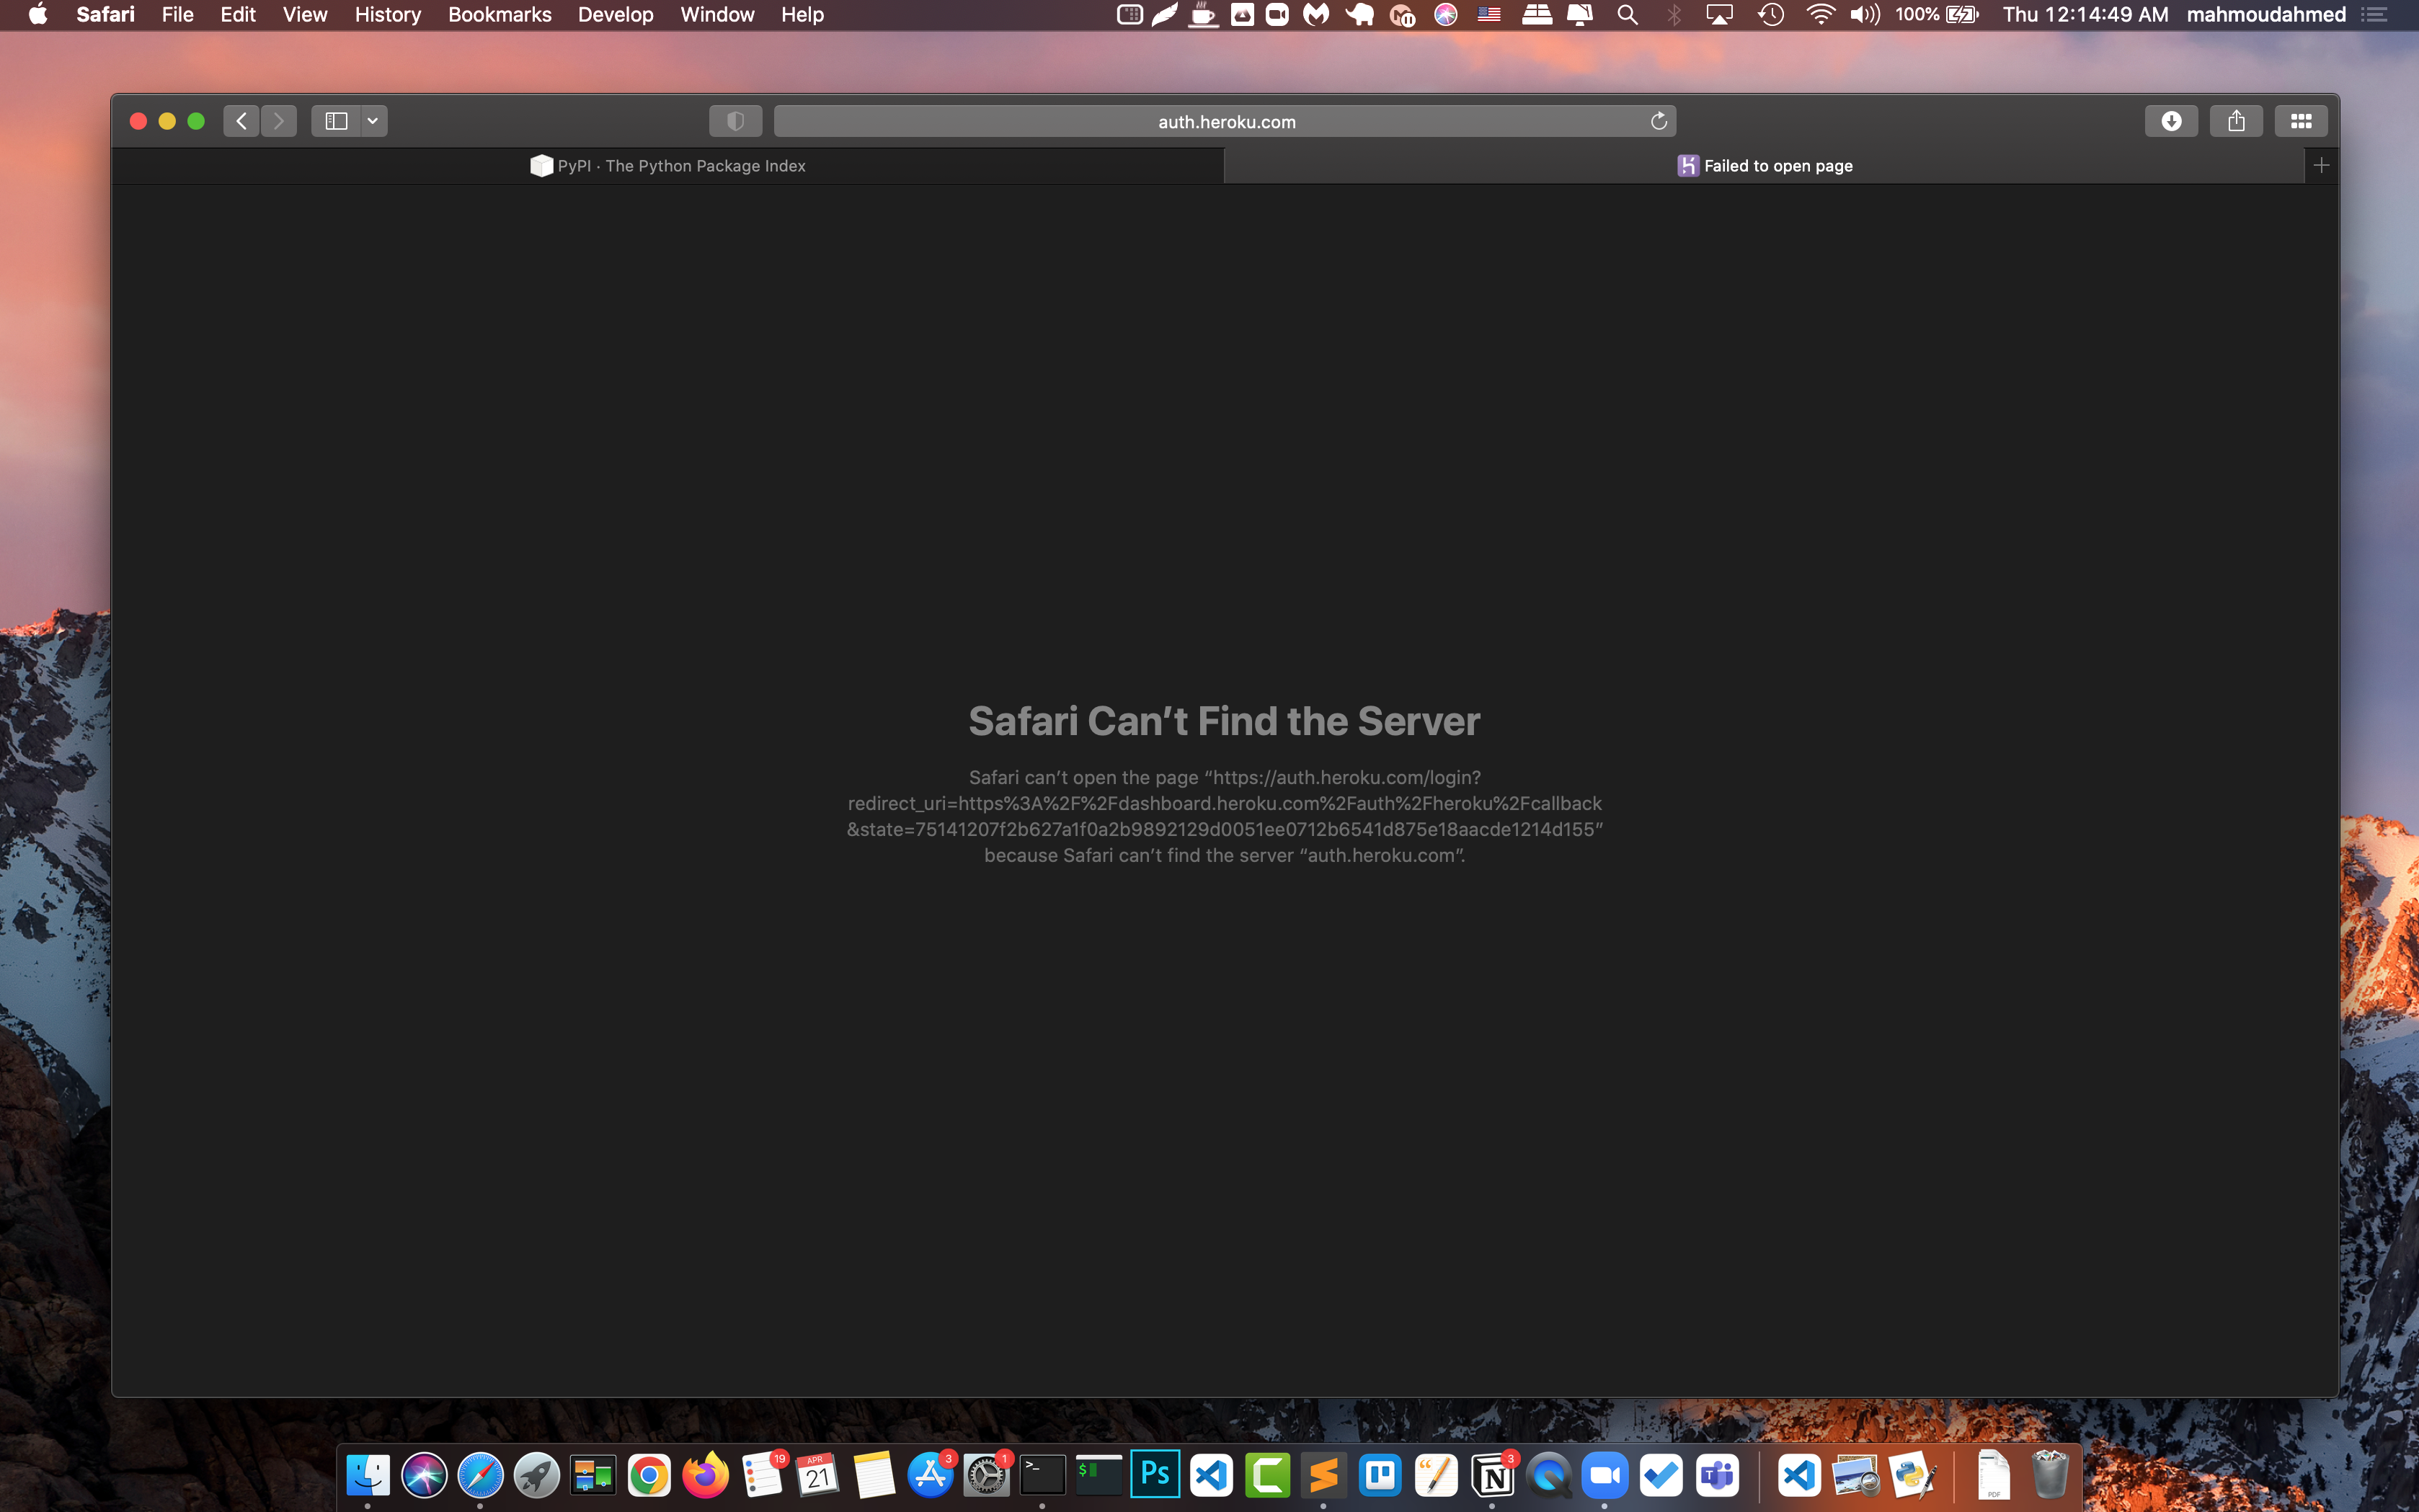 Safari File Edit View History Bookmarks Develop Window Help
100% Thu 12:14:49 AM mahmoudahmed
auth.heroku.com
PyPI · The Python Package Index
Failed to open page
Safari Can’t Find the Server
Safari can’t open the page “https://auth.heroku.com/login?
redirect_uri=https%3A%2F%2Fdashboard.heroku.com%2Fauth%2Fheroku%2Fcallback
&state=75141207f2b627a1f0a2b9892129d0051ee0712b6541d875e18aacde1214d155”
because Safari can’t find the server “auth.heroku.com”.
19
APR
21
3
1
>_
$
Ps
3
PDF